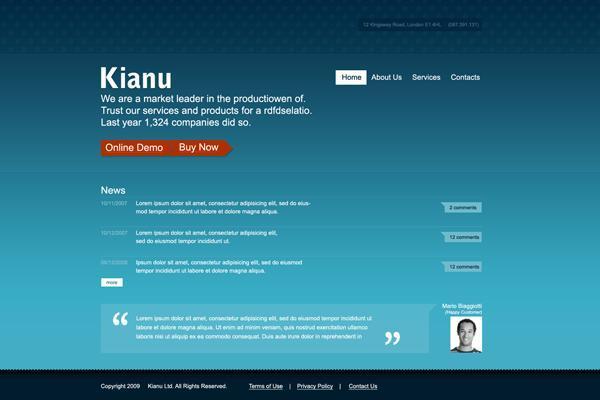 12 Kingsway Road, London E1 4HL (087.391.131)
Kianu
Home About Us Services Contacts
We are a market leader in the productiowen of.
Trust our services and products for a rdfdselatio.
Last year 1,324 companies did so.
Online Demo Buy Now
News
10/11/2007 Lorem ipsum dolor sit amet, consectetur adipisicing elit, sed do eius-
mod tempor incididunt ut labore et dolore magna aliqua.
2 comments
10/12/2007 Lorem ipsum dolor sit amet, consectetur adipisicing elit,
sed do eiusmod tempor incididunt ut.
12 comments
Ipsum dolor sit amet, consectetur adipisicing elit, sed do eiusmod
tempor incididunt ut labore et dolore magna aliqua.
12 comments
more
Mario Biaggiotti
(Happy Customer)
“ Lorem ipsum dolor sit amet, consectetur adipisicing elit, sed do eiusmod tempor incididunt ut
labore et dolore magna aliqua. Ut enim ad minim veniam, quis nostrud exercitation ullamco
laboris nisi ut aliquip ex ea commodo consequat. Duis aute irure dolor in reprehenderit in ”
Copyright 2009 Kianu Ltd. All Rights Reserved. Terms of Use | Privacy Policy | Contact Us